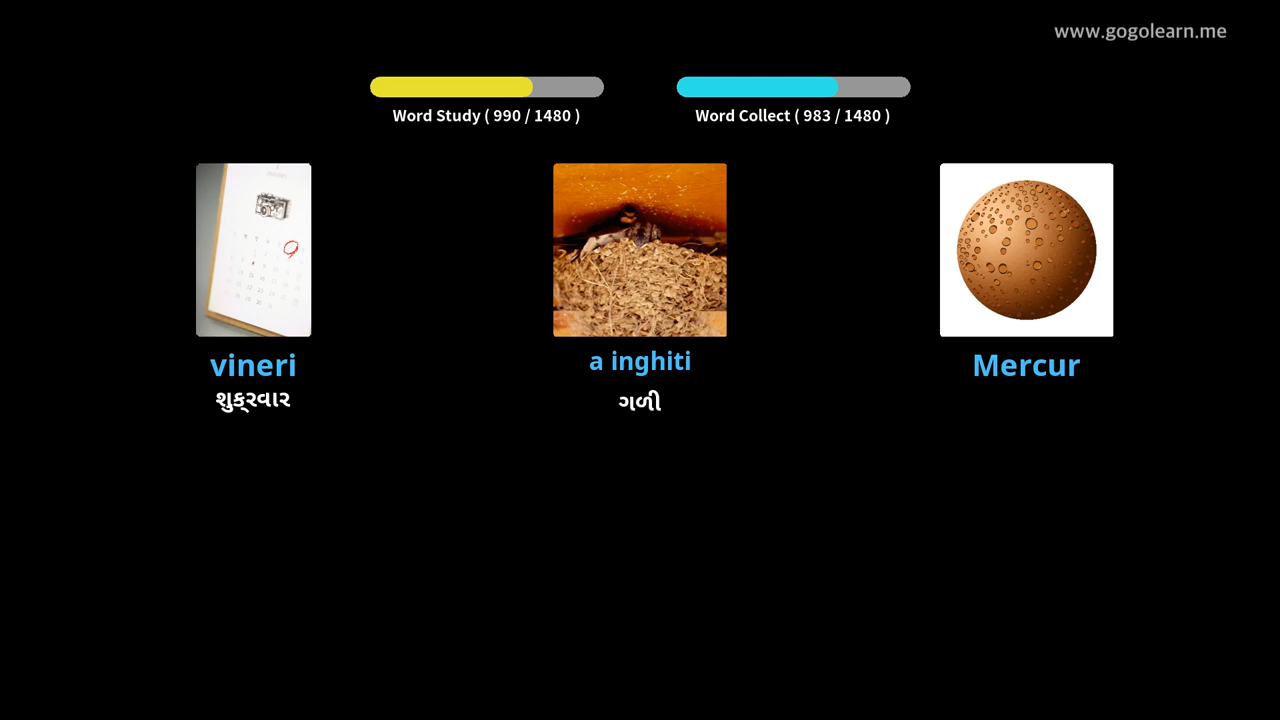 www.gogolearn.me
Word Study ( 990 / 1480 )
Word Collect ( 983 / 1480 )
vineri
શુક્રવાર
a inghiti
ગળી
Mercur